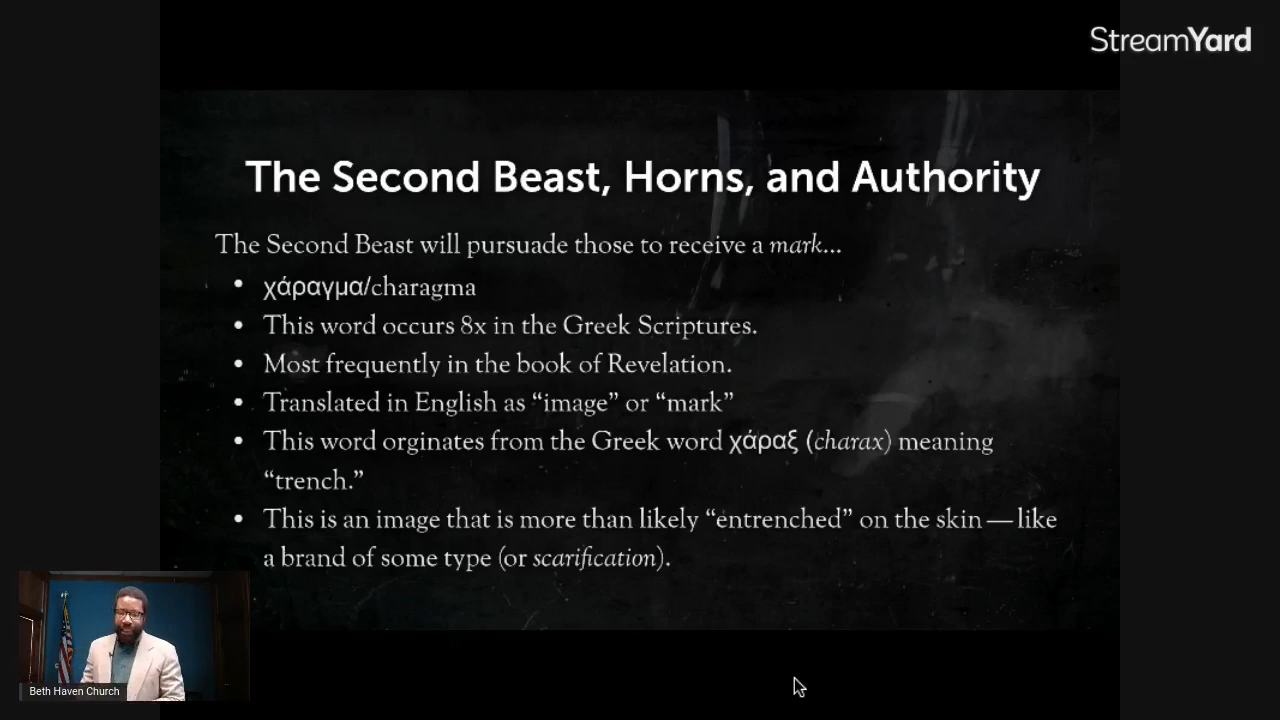 StreamYard
The Second Beast, Horns, and Authority
The Second Beast will pursuade those to receive a mark...
• χάραγμα/charagma
• This word occurs 8x in the Greek Scriptures.
• Most frequently in the book of Revelation.
• Translated in English as “image” or “mark”
• This word orginates from the Greek word χάραξ (charax) meaning
“trench.”
• This is an image that is more than likely “entrenched” on the skin — like
a brand of some type (or scarification).
Beth Haven Church